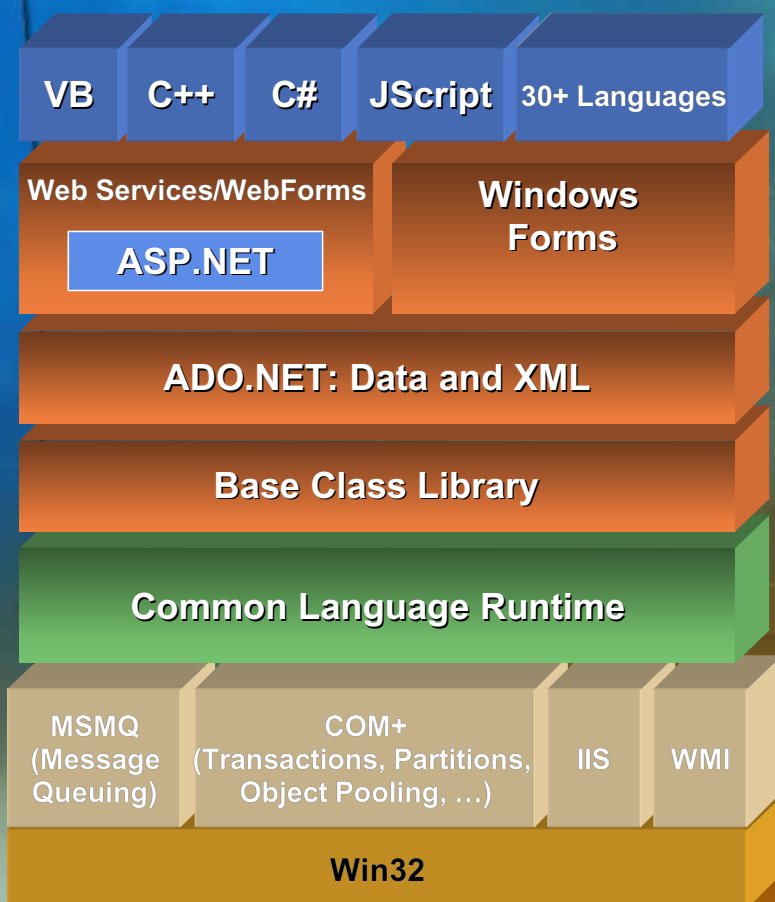 VB
C++
C#
JScript
30+ Languages
Web Services/WebForms
ASP.NET
Windows
Forms
ADO.NET: Data and XML
Base Class Library
Common Language Runtime
MSMQ
(Message
Queuing)
COM+
(Transactions, Partitions,
Object Pooling, …)
IIS
WMI
Win32